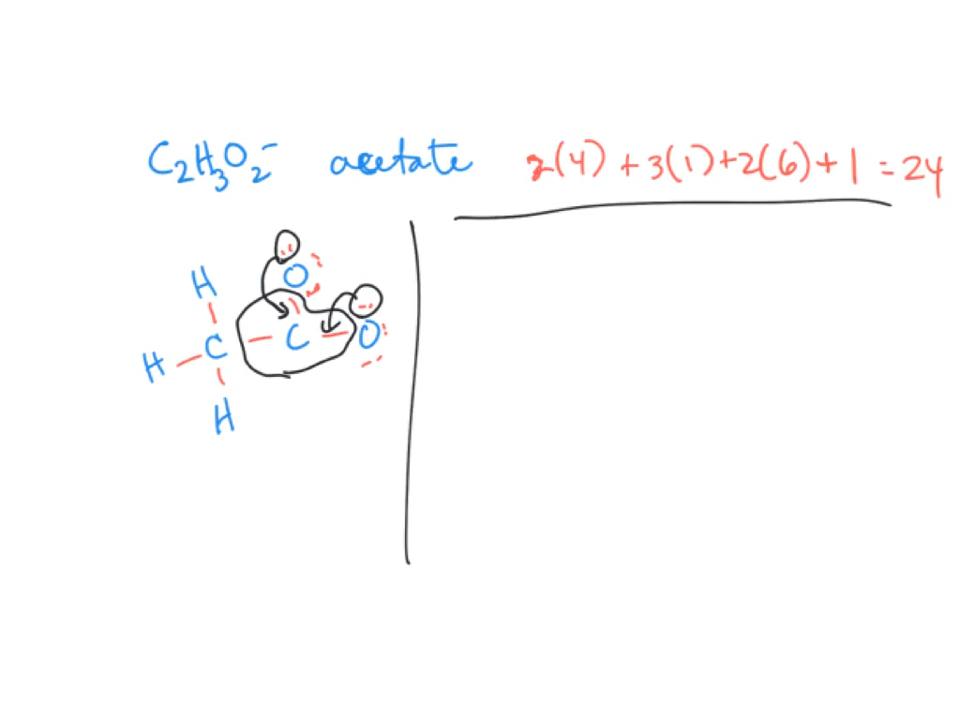 C₂H₃O₂⁻ acetate 2(4) + 3(1) + 2(6) + 1 = 24
O
H
C C O
H
H